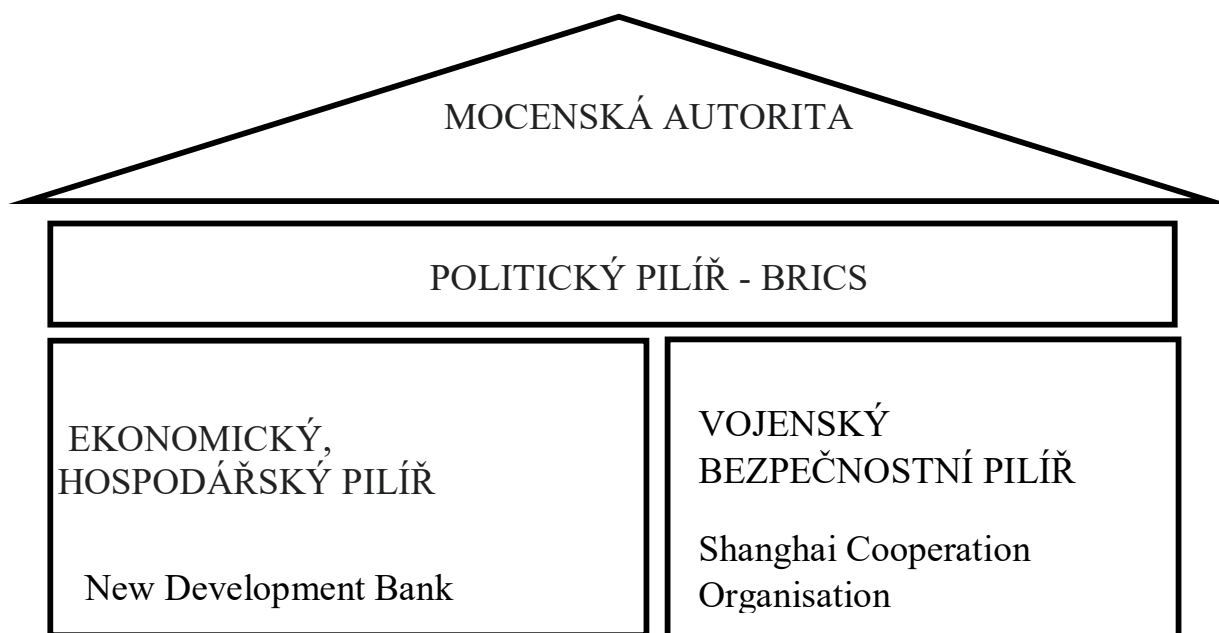 MOCENSKÁ AUTORITA
POLITICKÝ PILÍŘ - BRICS
EKONOMICKÝ,
HOSPODÁŘSKÝ PILÍŘ
New Development Bank
VOJENSKÝ
BEZPEČNOSTNÍ PILÍŘ
Shanghai Cooperation
Organisation